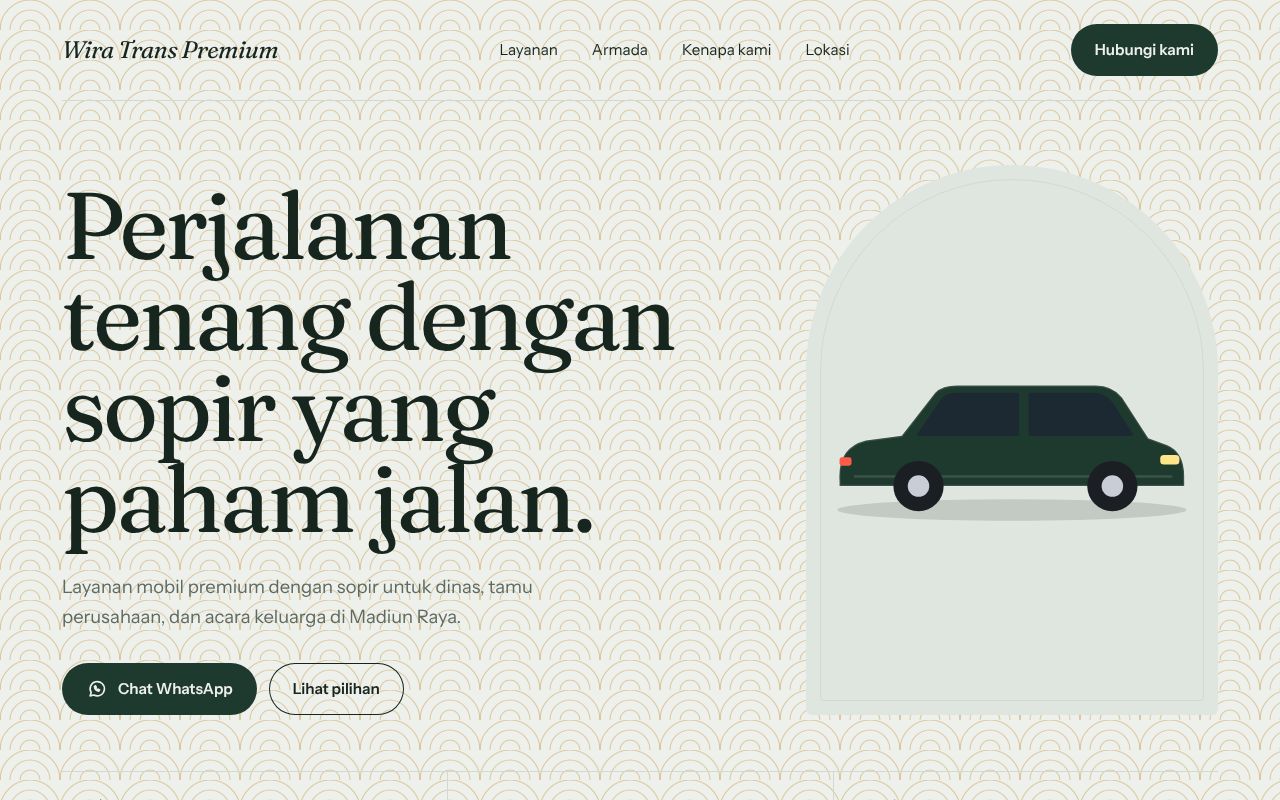 Wira Trans Premium
Layanan
Armada
Kenapa kami
Lokasi
Hubungi kami
Perjalanan
tenang dengan
sopir yang
paham jalan.
Layanan mobil premium dengan sopir untuk dinas, tamu
perusahaan, dan acara keluarga di Madiun Raya.
Chat WhatsApp
Lihat pilihan